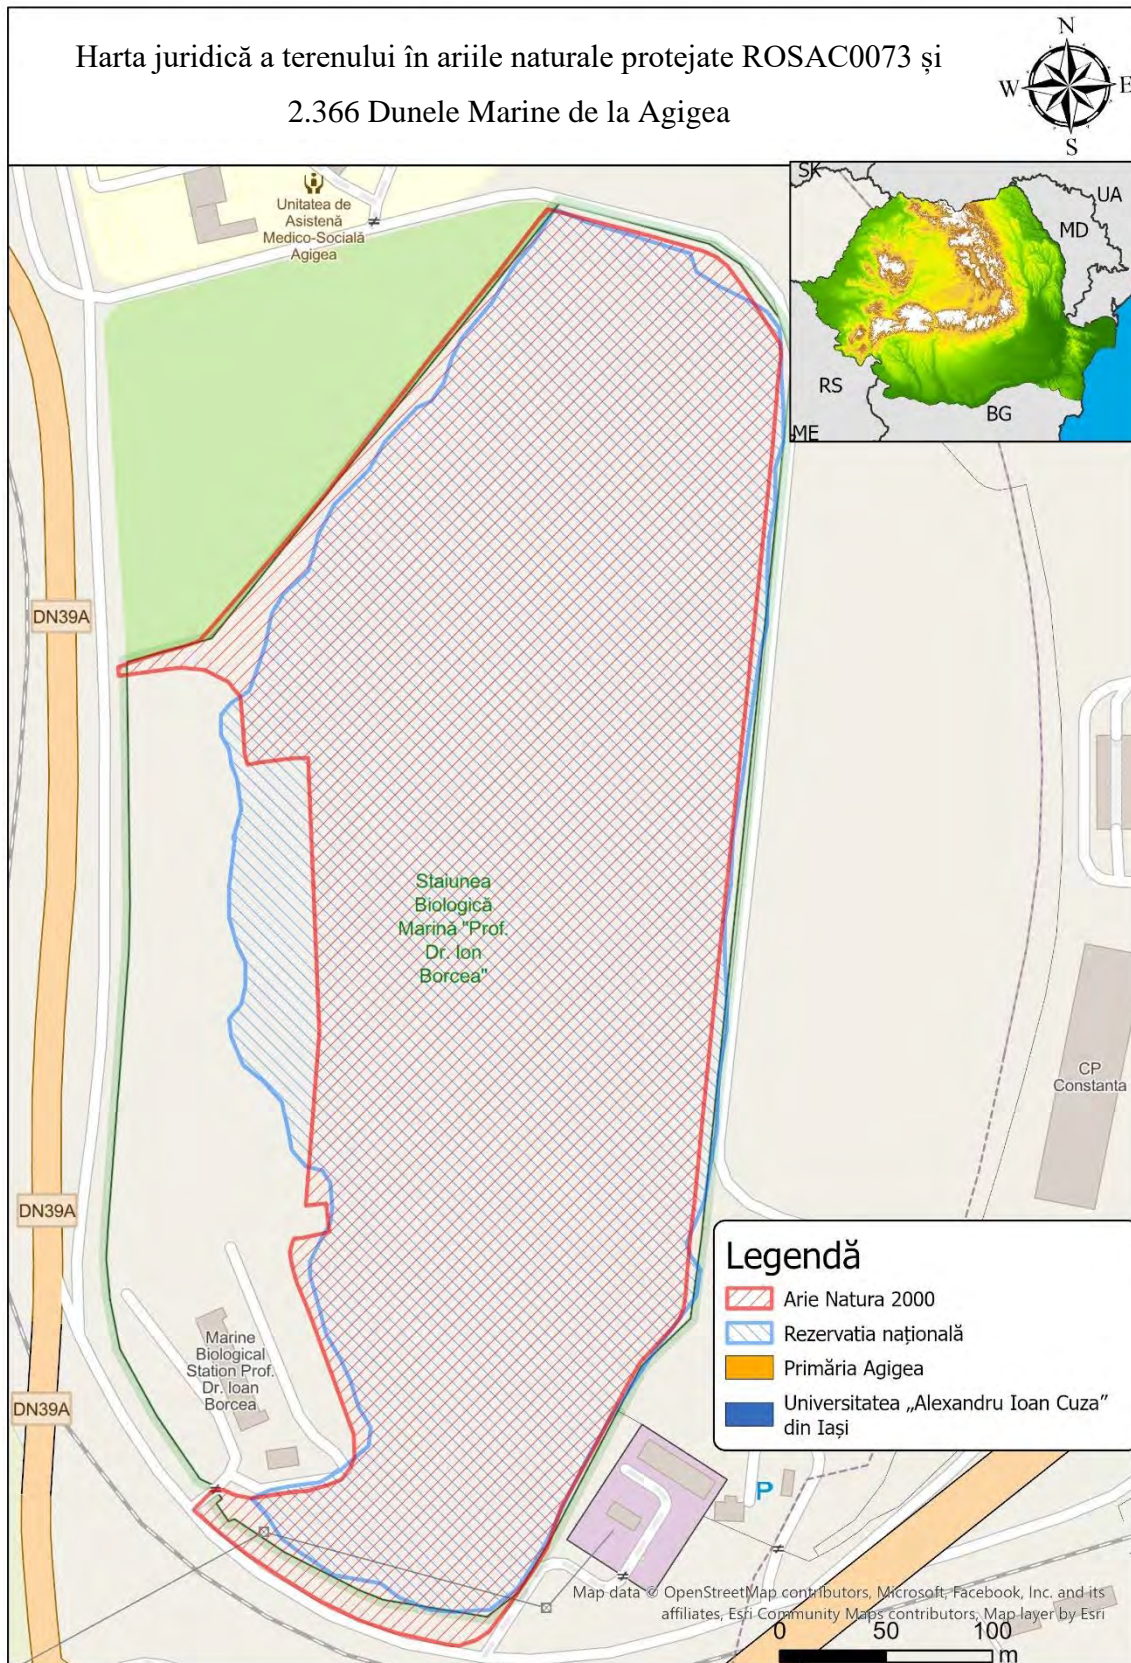 Harta juridică a terenului în ariile naturale protejate ROSAC0073 și
2.366 Dunele Marine de la Agigea
N
W
E
S
SK
UA
MD
RS
BG
ME
Unitatea de
Asistenă
Medico-Socială
Agigea
DN39A
Staiunea
Biologică
Marină "Prof.
Dr. Ion
Borcea"
CP
Constanta
DN39A
Marine
Biological
Station Prof.
Dr. Ioan
Borcea
DN39A
Legendă
Arie Natura 2000
Rezervatia națională
Primăria Agigea
Universitatea „Alexandru Ioan Cuza”
din Iași
P
Map data © OpenStreetMap contributors, Microsoft, Facebook, Inc. and its
affiliates, Esri Community Maps contributors, Map layer by Esri
0 50 100
m